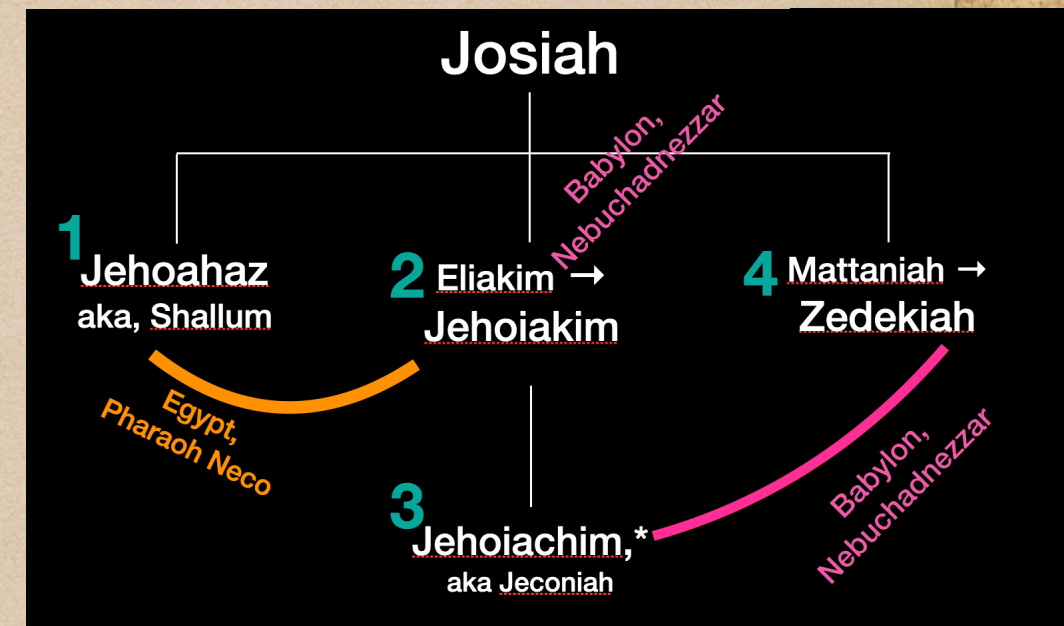 Josiah
Babylon,
Nebuchadnezzar
1
Jehoahaz
aka, Shallum
2 Eliakim →
Jehoiakim
4 Mattaniah →
Zedekiah
Egypt,
Pharaoh Neco
Babylon,
Nebuchadnezzar
3
Jehoiachim,*
aka Jeconiah